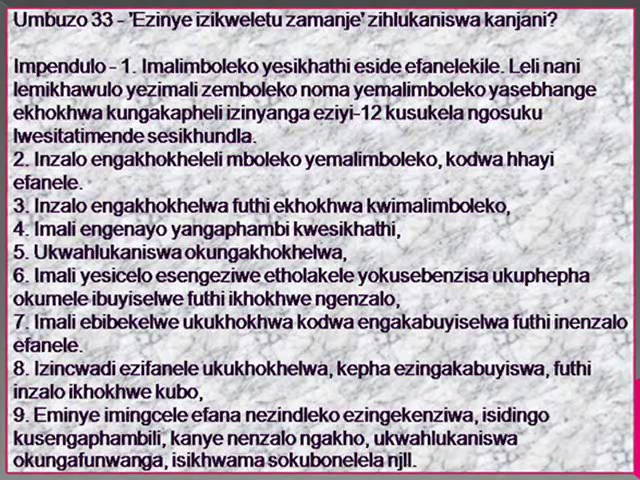 Umbuzo 33 - 'Ezinye izikweletu zamanje' zihlukaniswa kanjani?
Impendulo - 1. Imalimboleko yesikhathi eside efanelekile. Leli nani
lemikhawulo yezimali zemboleko noma yemalimboleko yasebhange
ekhokhwa kungakapheli izinyanga eziyi-12 kusukela ngosuku
lwesitatimende sesikhundla.
2. Inzalo engakhokheleli mboleko yemalimboleko, kodwa hhayi
efanele.
3. Inzalo engakhokhelwa futhi ekhokhwa kwimalimboleko,
4. Imali engenayo yangaphambi kwesikhathi,
5. Ukwahlukaniswa okungakhokhelwa,
6. Imali yesicelo esengeziwe etholakele yokusebenzisa ukuphepha
okumele ibuyiselwe futhi ikhokhwe ngenzalo,
7. Imali ebibekelwe ukukhokhwa kodwa engakabuyiselwa futhi inenzalo
efanele.
8. Izincwadi ezifanele ukukhokhelwa, kepha ezingakabuyiswa, futhi
inzalo ikhokhwe kubo,
9. Eminye imingcele efana nezindleko ezingekenziwa, isidingo
kusengaphambili, kanye nenzalo ngakho, ukwahlukaniswa
okungafunwanga, isikhwama sokubonelela njll.